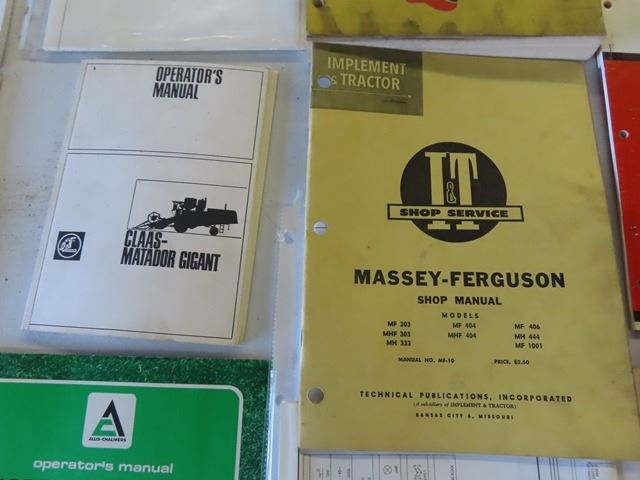 OPERATOR'S
MANUAL
CLAAS-
MATADOR GIGANT
ALLIS-CHALMERS
operator's manual
IMPLEMENT
& TRACTOR
I&T
SHOP SERVICE
MASSEY-FERGUSON
SHOP MANUAL
MODELS
MF 303 MF 404 MF 406
MHF 303 MHF 404 MH 444
MH 333 MF 1001
MANUAL NO. MF-10 PRICE, $2.50
TECHNICAL PUBLICATIONS, INCORPORATED
(A subsidiary of IMPLEMENT & TRACTOR)
KANSAS CITY 6, MISSOURI